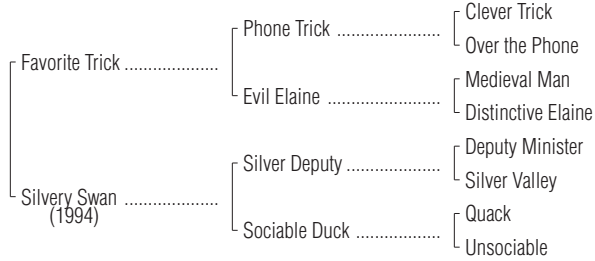 Clever Trick
Phone Trick ......................
Over the Phone
Favorite Trick ....................
Medieval Man
Evil Elaine ........................
Distinctive Elaine
Deputy Minister
Silver Deputy ....................
Silver Valley
Silvery Swan ....................
(1994)
Quack
Sociable Duck ..................
Unsociable